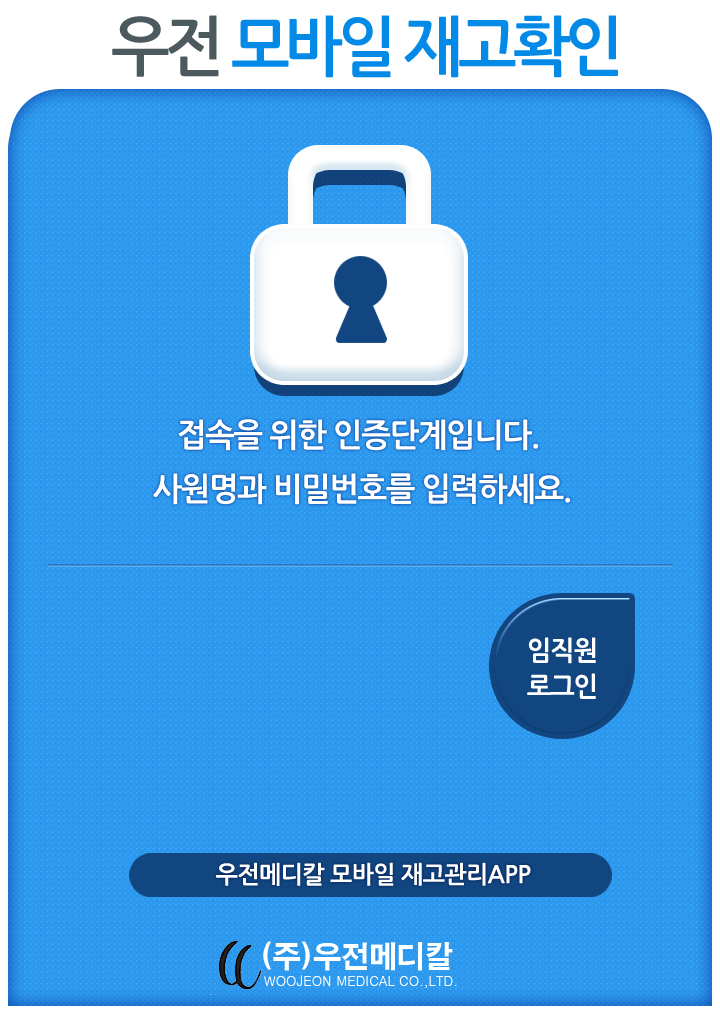 우전 모바일 재고확인
접속을 위한 인증단계입니다.
사원명과 비밀번호를 입력하세요.
임직원
로그인
우전메디칼 모바일 재고관리APP
(주)우전메디칼
WOOJEON MEDICAL CO.,LTD.